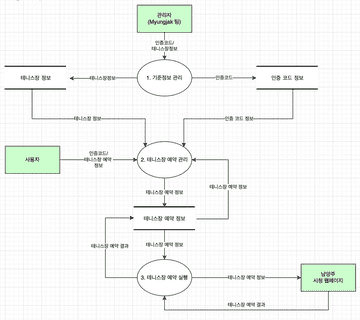 관리자
(Myungjak 팀)
인증코드/
테니스장정보
테니스장 정보
테니스장정보
1. 기준정보 관리
인증코드
인증 코드 정보
테니스장 정보
인증 코드 정보
사용자
인증코드/
테니스장 예약
정보
2. 테니스장 예약 관리
테니스장 예약 정보
테니스장 예약 정보
테니스장 예약 정보
테니스장 예약 결과
테니스장 예약 정보
3. 테니스장 예약 실행
테니스장 예약 정보
남양주
시청 웹페이지
테니스장 예약 결과